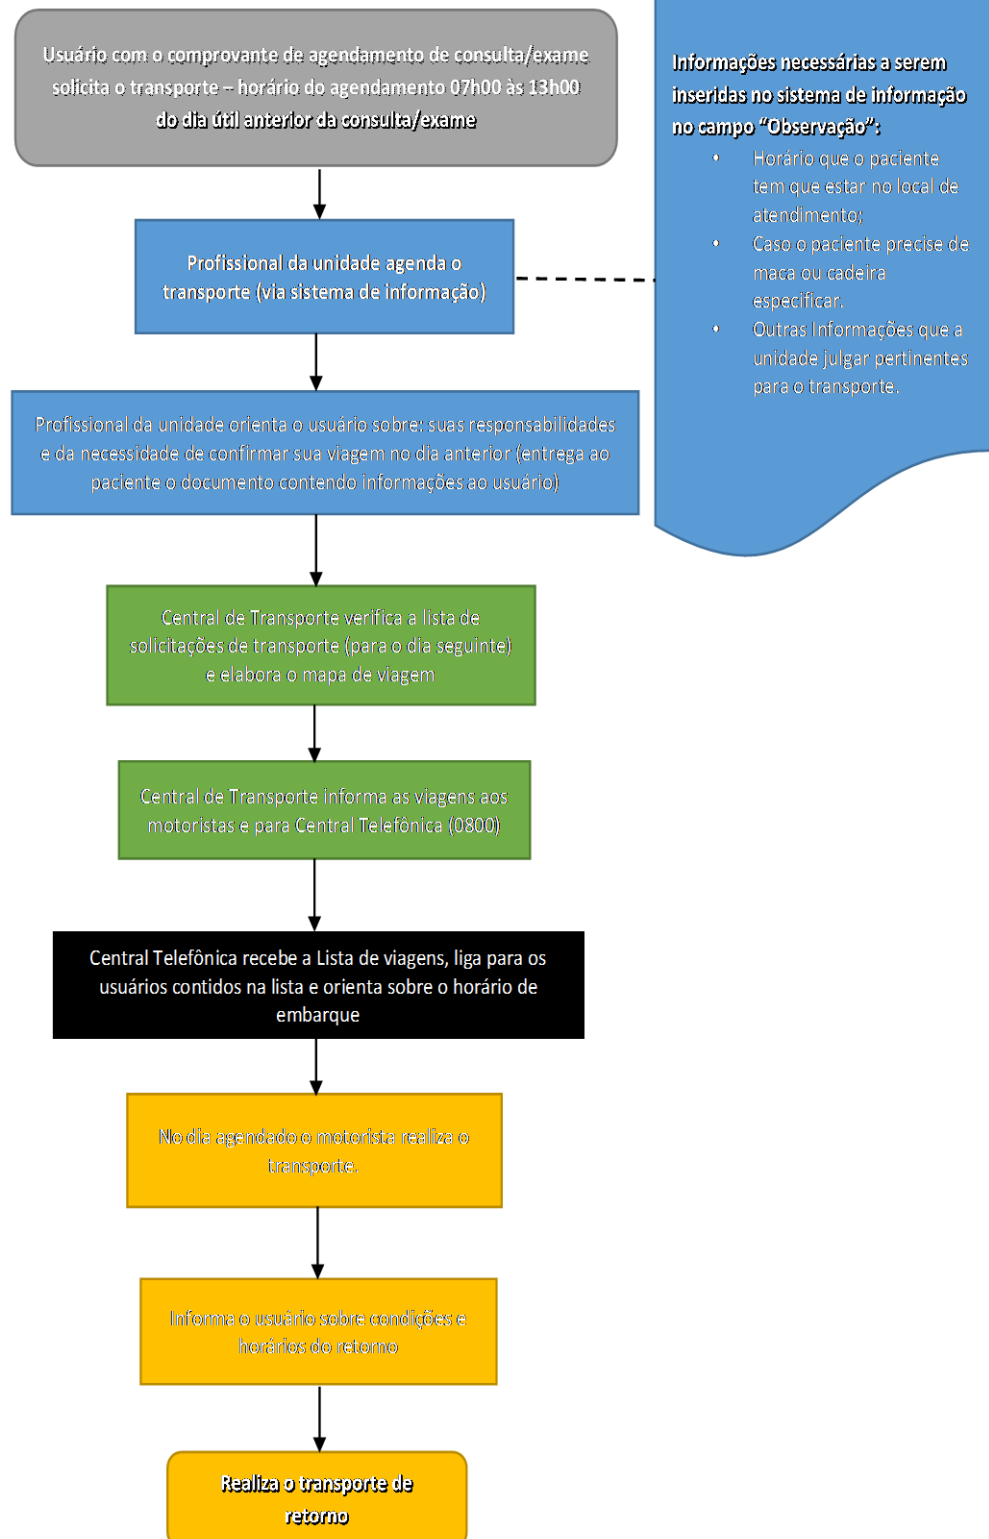 Usuário com o comprovante de agendamento de consulta/exame
solicita o transporte – horário do agendamento 07h00 às 13h00
do dia útil anterior da consulta/exame
Informações necessárias a serem
inseridas no sistema de informação
no campo “Observação”:
• Horário que o paciente
tem que estar no local de
atendimento;
• Caso o paciente precise de
maca ou cadeira
especificar.
• Outras Informações que a
unidade julgar pertinentes
para o transporte.
Profissional da unidade agenda o
transporte (via sistema de informação)
Profissional da unidade orienta o usuário sobre: suas responsabilidades
e da necessidade de confirmar sua viagem no dia anterior (entrega ao
paciente o documento contendo informações ao usuário)
Central de Transporte verifica a lista de
solicitações de transporte (para o dia seguinte)
e elabora o mapa de viagem
Central de Transporte informa as viagens aos
motoristas e para Central Telefônica (0800)
Central Telefônica recebe a Lista de viagens, liga para os
usuários contidos na lista e orienta sobre o horário de
embarque
No dia agendado o motorista realiza o
transporte.
Informa o usuário sobre condições e
horários do retorno
Realiza o transporte de
retorno